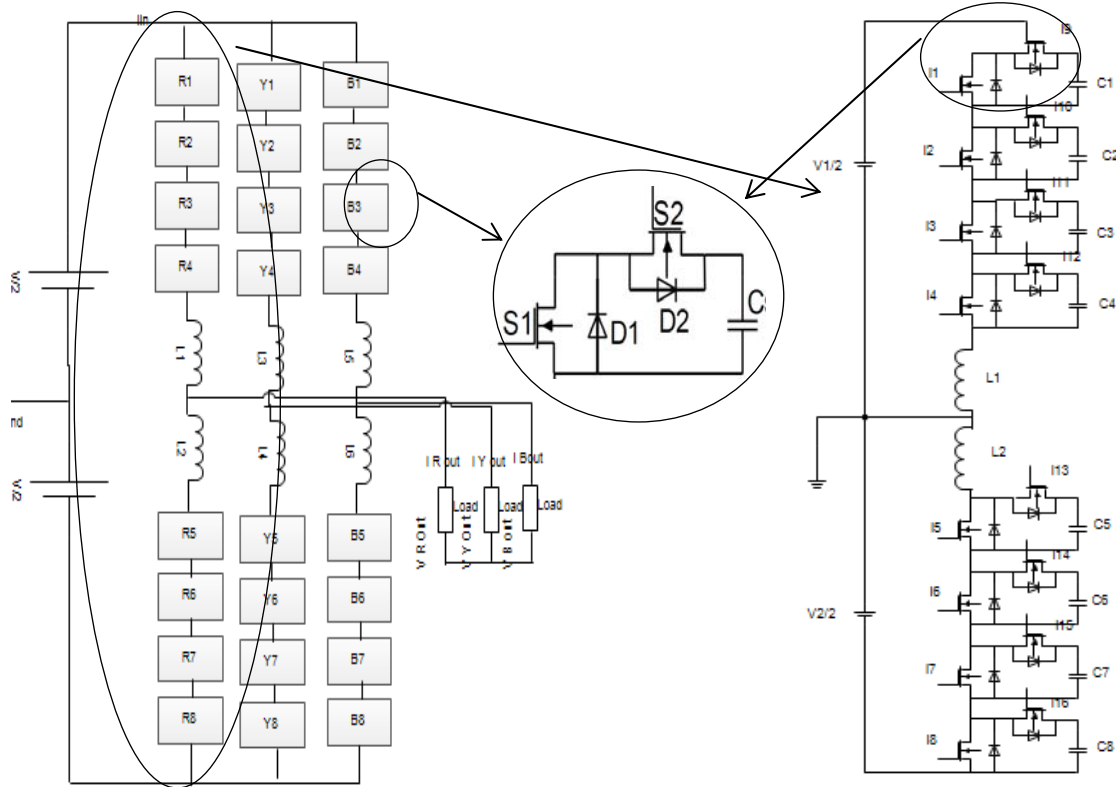 Iin
R1
Y1
B1
R2
Y2
B2
R3
Y3
B3
R4
Y4
B4
V/2
L1
L3
L5
nd
L2
L4
L6
V/2
I R out
I Y out
I Bout
Load
Load
Load
V R Out
V Y Out
V B out
R5
Y5
B5
R6
Y6
B6
R7
Y7
B7
R8
Y8
B8
S2
S1
D1
D2
C
I9
I1
C1
I10
V1/2
I2
C2
I11
I3
C3
I12
I4
C4
L1
L2
I13
I5
C5
I14
I6
C6
V2/2
I15
I7
C7
I16
I8
C8